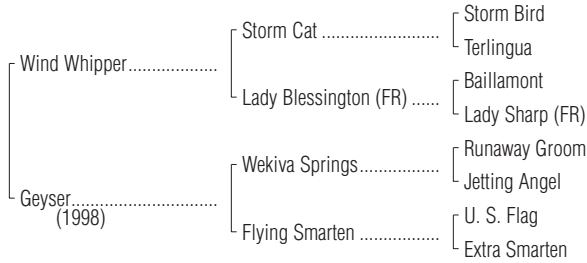 Storm Bird
Storm Cat ........................
Terlingua
Wind Whipper..................
Baillamont
Lady Blessington (FR) ......
Lady Sharp (FR)
Runaway Groom
Wekiva Springs................
Jetting Angel
Geyser.............................
(1998)
U. S. Flag
Flying Smarten ................
Extra Smarten